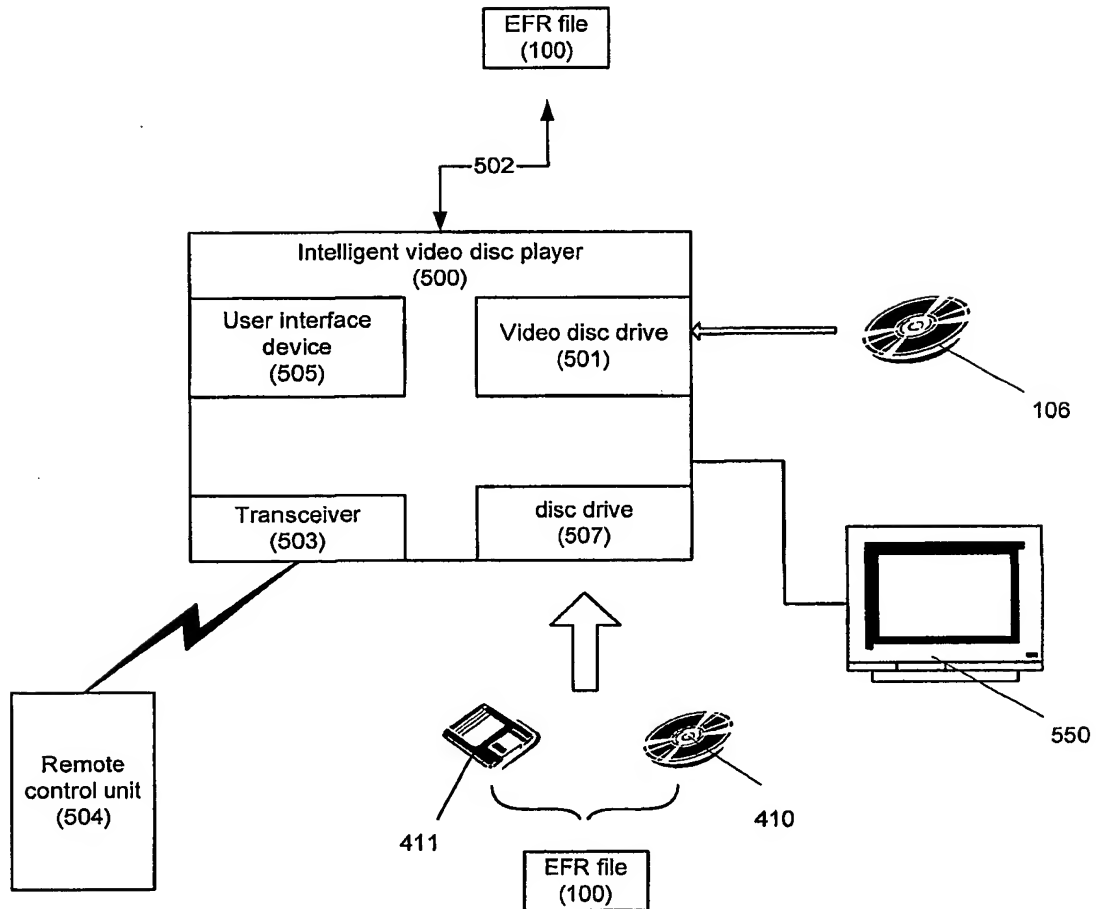 EFR file
(100)
502
Intelligent video disc player
(500)
User interface
device
(505)
Video disc drive
(501)
106
Transceiver
(503)
disc drive
(507)
550
Remote
control unit
(504)
411
410
EFR file
(100)